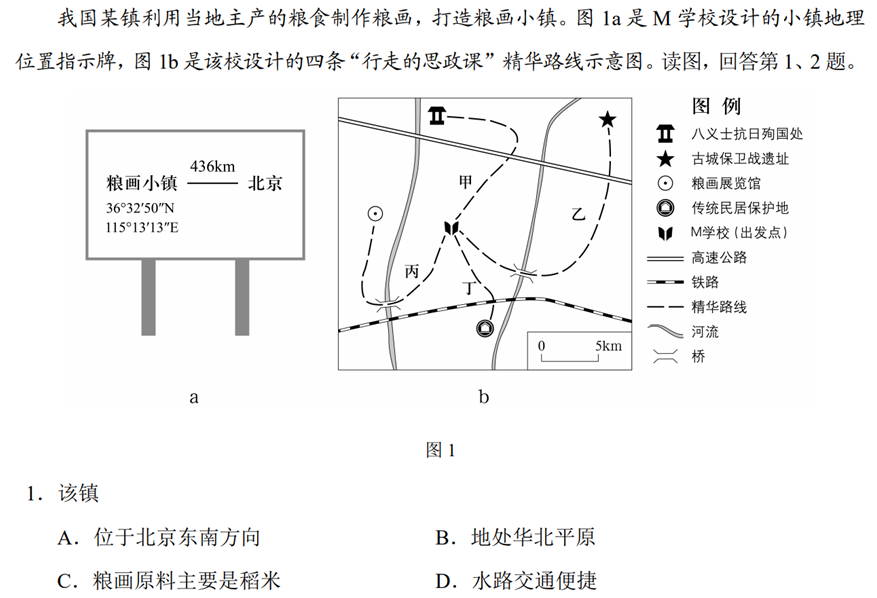 我国某镇利用当地主产的粮食制作粮画，打造粮画小镇。图 1a 是 M 学校设计的小镇地理
位置指示牌，图 1b 是该校设计的四条“行走的思政课”精华路线示意图。读图，回答第 1、2 题。
粮画小镇
436km
北京
36°32′50″N
115°13′13″E
a
甲
乙
丙
丁
0
5km
b
图 例
八义士抗日殉国处
古城保卫战遗址
粮画展览馆
传统民居保护地
M学校（出发点）
高速公路
铁路
精华路线
河流
桥
图 1
1．该镇
A．位于北京东南方向
B．地处华北平原
C．粮画原料主要是稻米
D．水路交通便捷